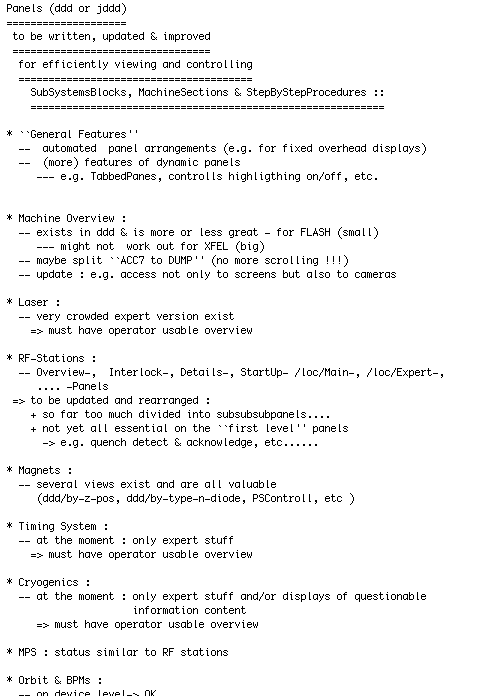 Panels (ddd or jddd)
====================
to be written, updated & improved
=================================
for efficiently viewing and controlling
=======================================
SubSystemsBlocks, MachineSections & StepByStepProcedures ::
===========================================================
* ``General Features''
-- automated panel arrangements (e.g. for fixed overhead displays)
-- (more) features of dynamic panels
--- e.g. TabbedPanes, controlls highligthing on/off, etc.
* Machine Overview :
-- exists in ddd & is more or less great - for FLASH (small)
--- might not work out for XFEL (big)
-- maybe split ``ACC7 to DUMP'' (no more scrolling !!!)
-- update : e.g. access not only to screens but also to cameras
* Laser :
-- very crowded expert version exist
=> must have operator usable overview
* RF-Stations :
-- Overview-, Interlock-, Details-, StartUp- /loc/Main-, /loc/Expert-,
.... -Panels
=> to be updated and rearranged :
+ so far too much divided into subsubsubpanels....
+ not yet all essential on the ``first level'' panels
-> e.g. quench detect & acknowledge, etc......
* Magnets :
-- several views exist and are all valuable
(ddd/by-z-pos, ddd/by-type-n-diode, PSControll, etc )
* Timing System :
-- at the moment : only expert stuff
=> must have operator usable overview
* Cryogenics :
-- at the moment : only expert stuff and/or displays of questionable
information content
=> must have operator usable overview
* MPS : status similar to RF stations
* Orbit & BPMs :
-- on device level-> OK